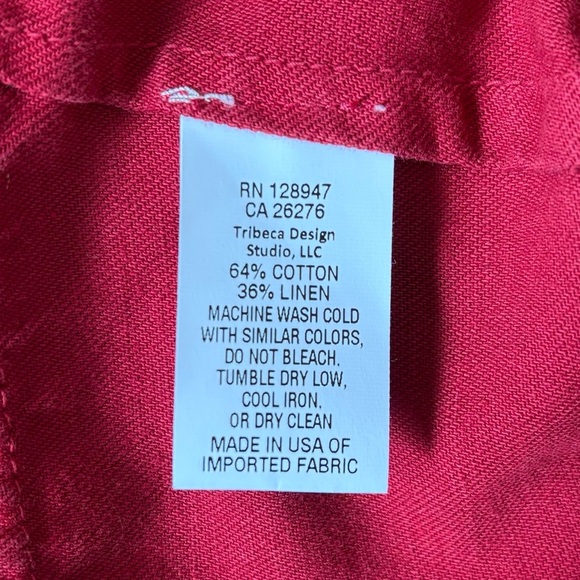 RN 128947
CA 26276
Tribeca Design
Studio, LLC
64% COTTON
36% LINEN
MACHINE WASH COLD
WITH SIMILAR COLORS,
DO NOT BLEACH.
TUMBLE DRY LOW,
COOL IRON,
OR DRY CLEAN
MADE IN USA OF
IMPORTED FABRIC